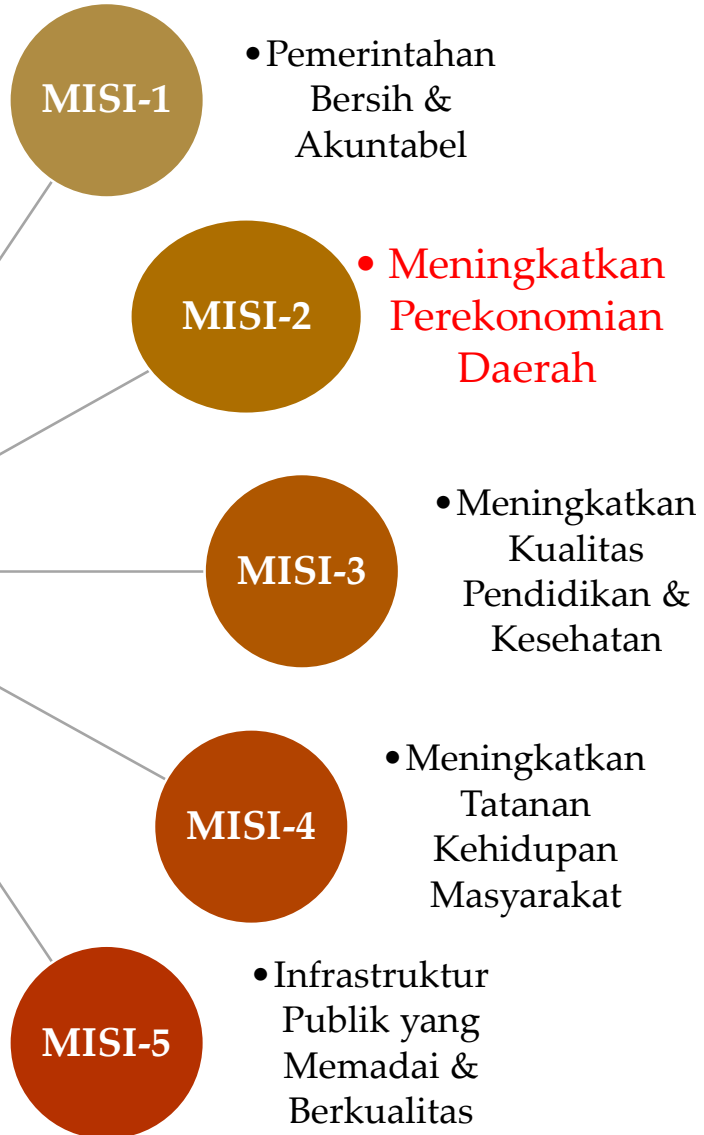 MISI-1
•Pemerintahan
Bersih &
Akuntabel
MISI-2
• Meningkatkan
Perekonomian
Daerah
MISI-3
•Meningkatkan
Kualitas
Pendidikan &
Kesehatan
MISI-4
•Meningkatkan
Tatanan
Kehidupan
Masyarakat
MISI-5
•Infrastruktur
Publik yang
Memadai &
Berkualitas